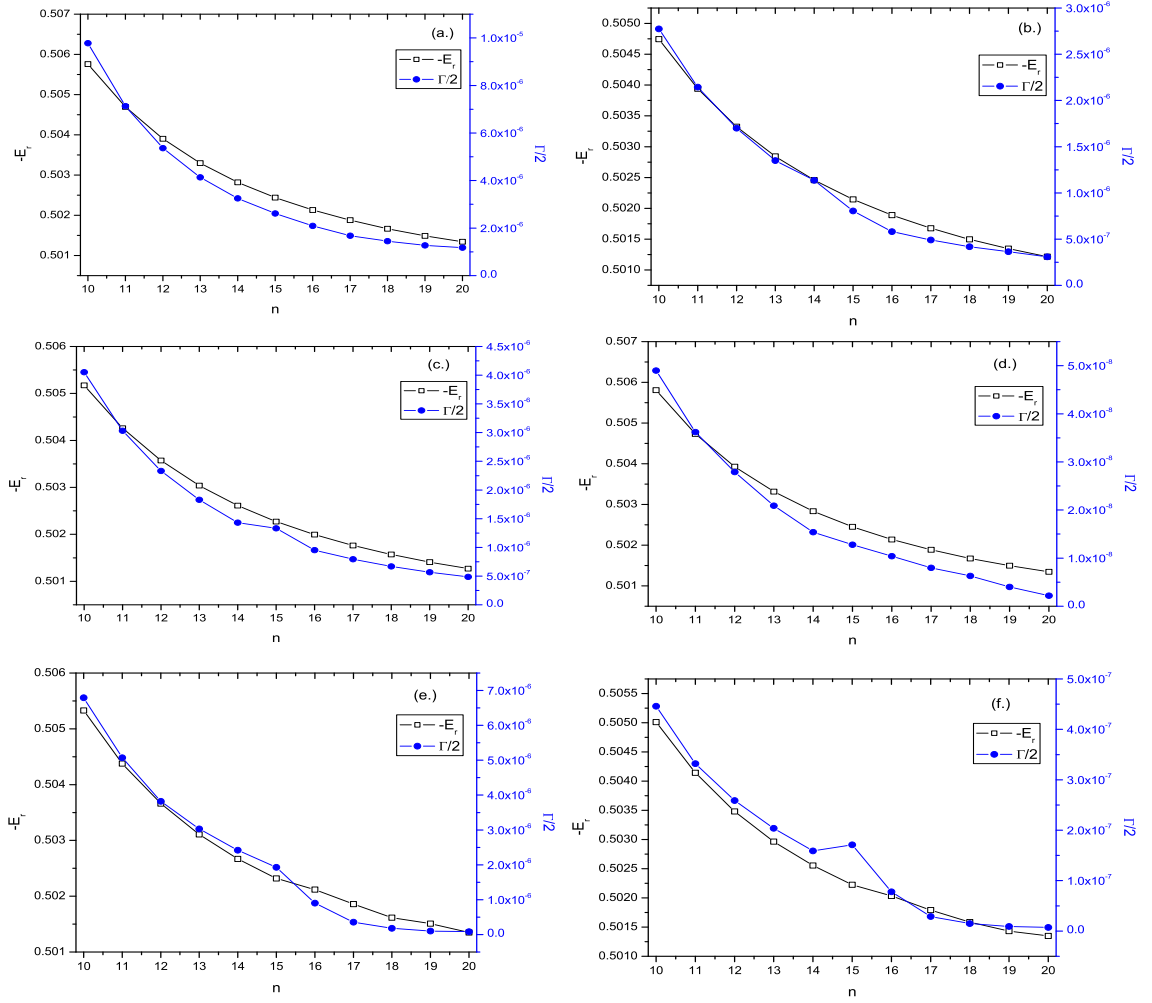 (a.)
-E_r
Γ/2
0.507
0.506
0.505
0.504
0.503
0.502
0.501
-E_r
1.0x10^-5
8.0x10^-6
6.0x10^-6
4.0x10^-6
2.0x10^-6
0.0
Γ/2
10 11 12 13 14 15 16 17 18 19 20
n
(b.)
-E_r
Γ/2
0.5050
0.5045
0.5040
0.5035
0.5030
0.5025
0.5020
0.5015
0.5010
-E_r
3.0x10^-6
2.5x10^-6
2.0x10^-6
1.5x10^-6
1.0x10^-6
5.0x10^-7
0.0
Γ/2
10 11 12 13 14 15 16 17 18 19 20
n
(c.)
-E_r
Γ/2
0.506
0.505
0.504
0.503
0.502
0.501
-E_r
4.5x10^-6
4.0x10^-6
3.5x10^-6
3.0x10^-6
2.5x10^-6
2.0x10^-6
1.5x10^-6
1.0x10^-6
5.0x10^-7
0.0
Γ/2
10 11 12 13 14 15 16 17 18 19 20
n
(d.)
-E_r
Γ/2
0.507
0.506
0.505
0.504
0.503
0.502
0.501
-E_r
5.0x10^-8
4.0x10^-8
3.0x10^-8
2.0x10^-8
1.0x10^-8
0.0
Γ/2
10 11 12 13 14 15 16 17 18 19 20
n
(e.)
-E_r
Γ/2
0.506
0.505
0.504
0.503
0.502
0.501
-E_r
7.0x10^-6
6.0x10^-6
5.0x10^-6
4.0x10^-6
3.0x10^-6
2.0x10^-6
1.0x10^-6
0.0
Γ/2
10 11 12 13 14 15 16 17 18 19 20
n
(f.)
-E_r
Γ/2
0.5055
0.5050
0.5045
0.5040
0.5035
0.5030
0.5025
0.5020
0.5015
0.5010
-E_r
5.0x10^-7
4.0x10^-7
3.0x10^-7
2.0x10^-7
1.0x10^-7
0.0
Γ/2
10 11 12 13 14 15 16 17 18 19 20
n